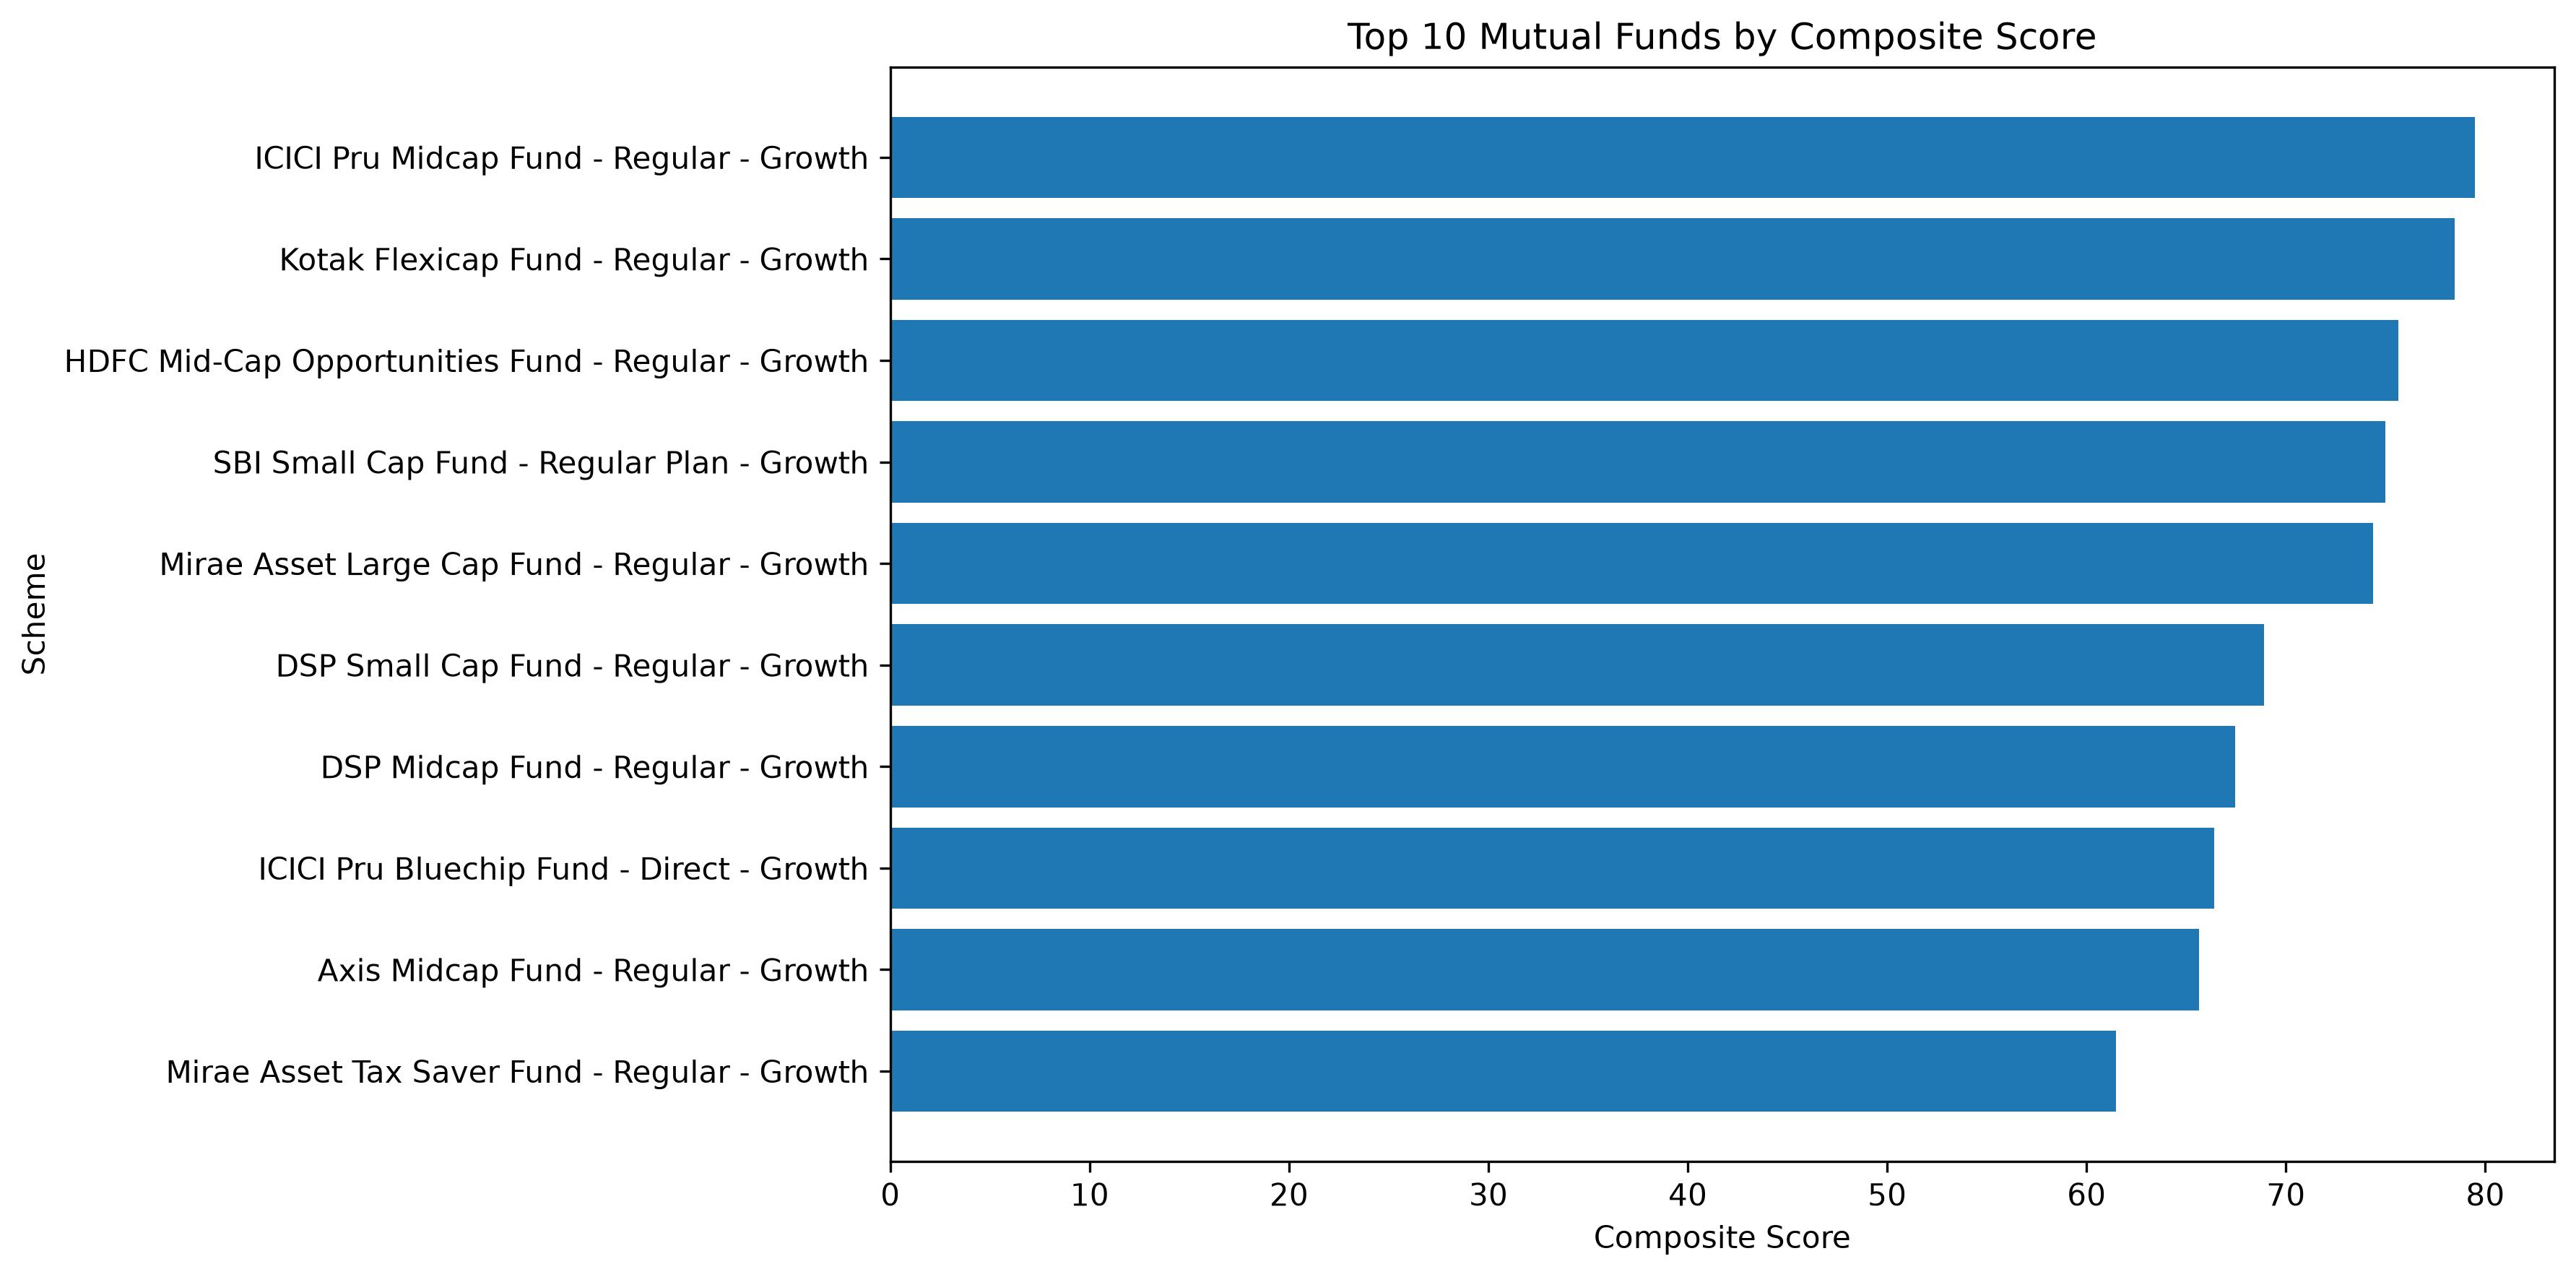 Top 10 Mutual Funds by Composite Score
ICICI Pru Midcap Fund - Regular - Growth
Kotak Flexicap Fund - Regular - Growth
HDFC Mid-Cap Opportunities Fund - Regular - Growth
SBI Small Cap Fund - Regular Plan - Growth
Mirae Asset Large Cap Fund - Regular - Growth
DSP Small Cap Fund - Regular - Growth
DSP Midcap Fund - Regular - Growth
ICICI Pru Bluechip Fund - Direct - Growth
Axis Midcap Fund - Regular - Growth
Mirae Asset Tax Saver Fund - Regular - Growth
Scheme
0 10 20 30 40 50 60 70 80
Composite Score